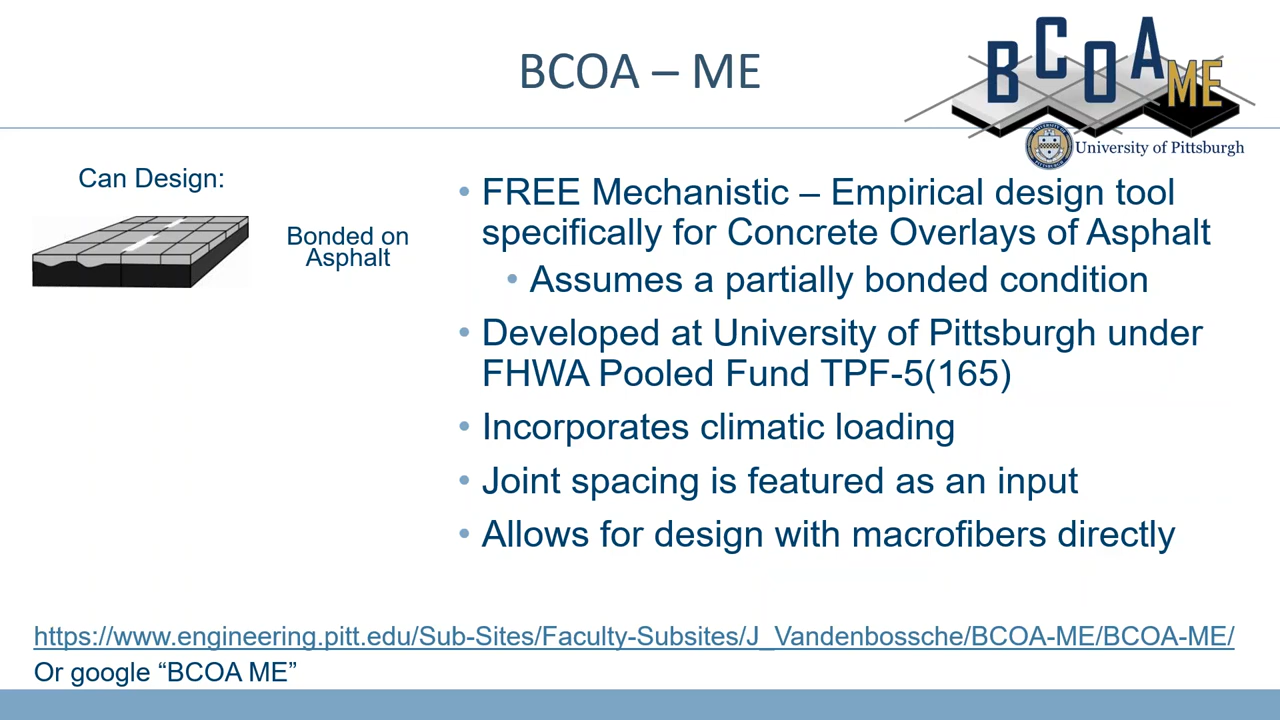 BCOA – ME
BCOA ME
University of Pittsburgh
Can Design:
Bonded on
Asphalt
• FREE Mechanistic – Empirical design tool
specifically for Concrete Overlays of Asphalt
• Assumes a partially bonded condition
• Developed at University of Pittsburgh under
FHWA Pooled Fund TPF-5(165)
• Incorporates climatic loading
• Joint spacing is featured as an input
• Allows for design with macrofibers directly
https://www.engineering.pitt.edu/Sub-Sites/Faculty-Subsites/J_Vandenbossche/BCOA-ME/BCOA-ME/
Or google “BCOA ME”